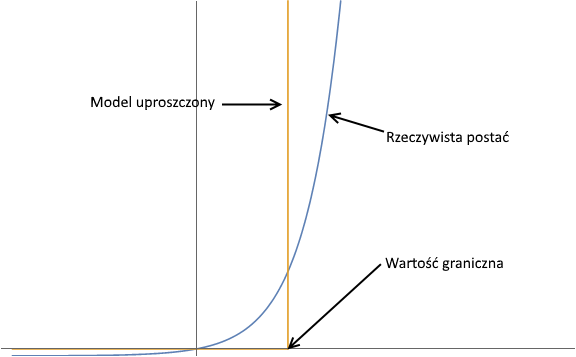 Model uproszczony
Rzeczywista postać
Wartość graniczna